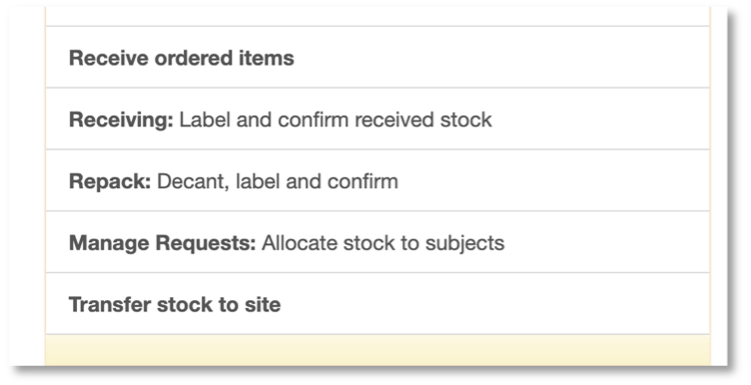 Receive ordered items
Receiving: Label and confirm received stock
Repack: Decant, label and confirm
Manage Requests: Allocate stock to subjects
Transfer stock to site